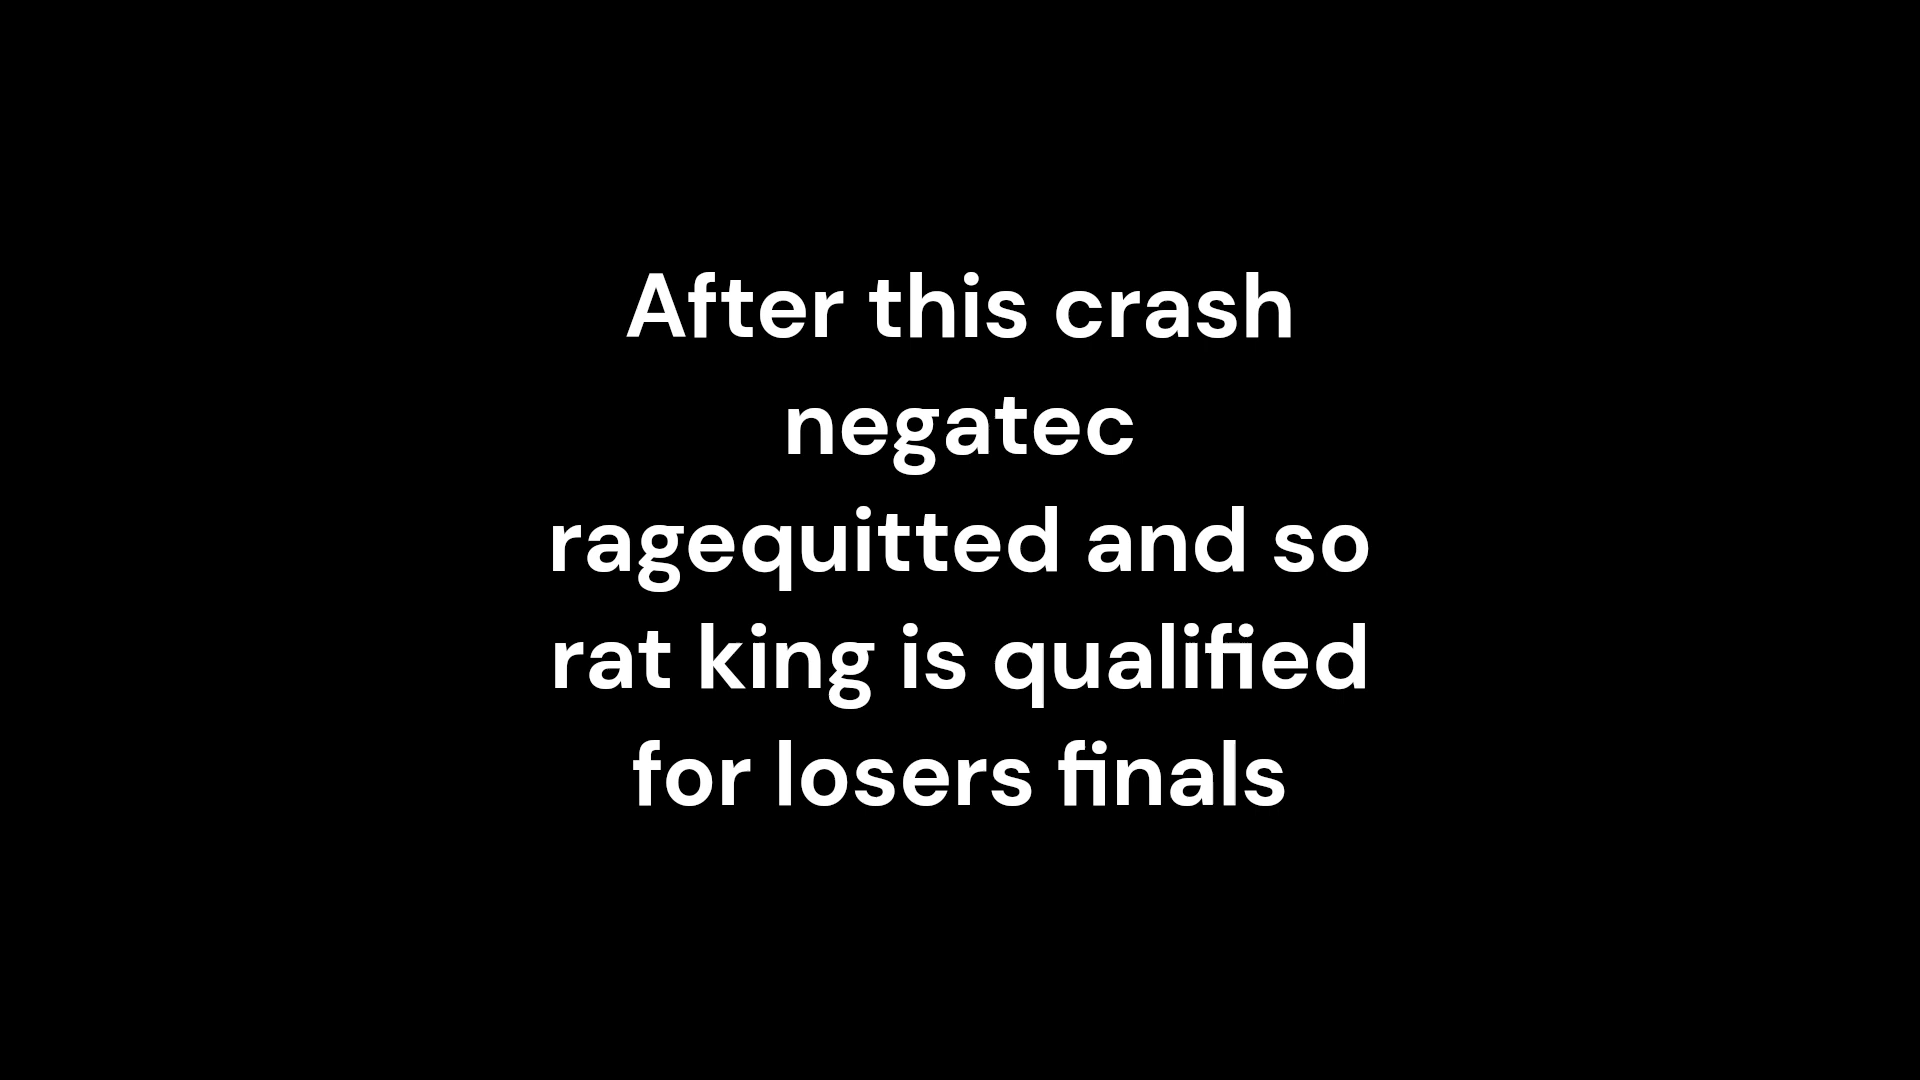 After this crash
negatec
ragequitted and so
rat king is qualified
for losers finals